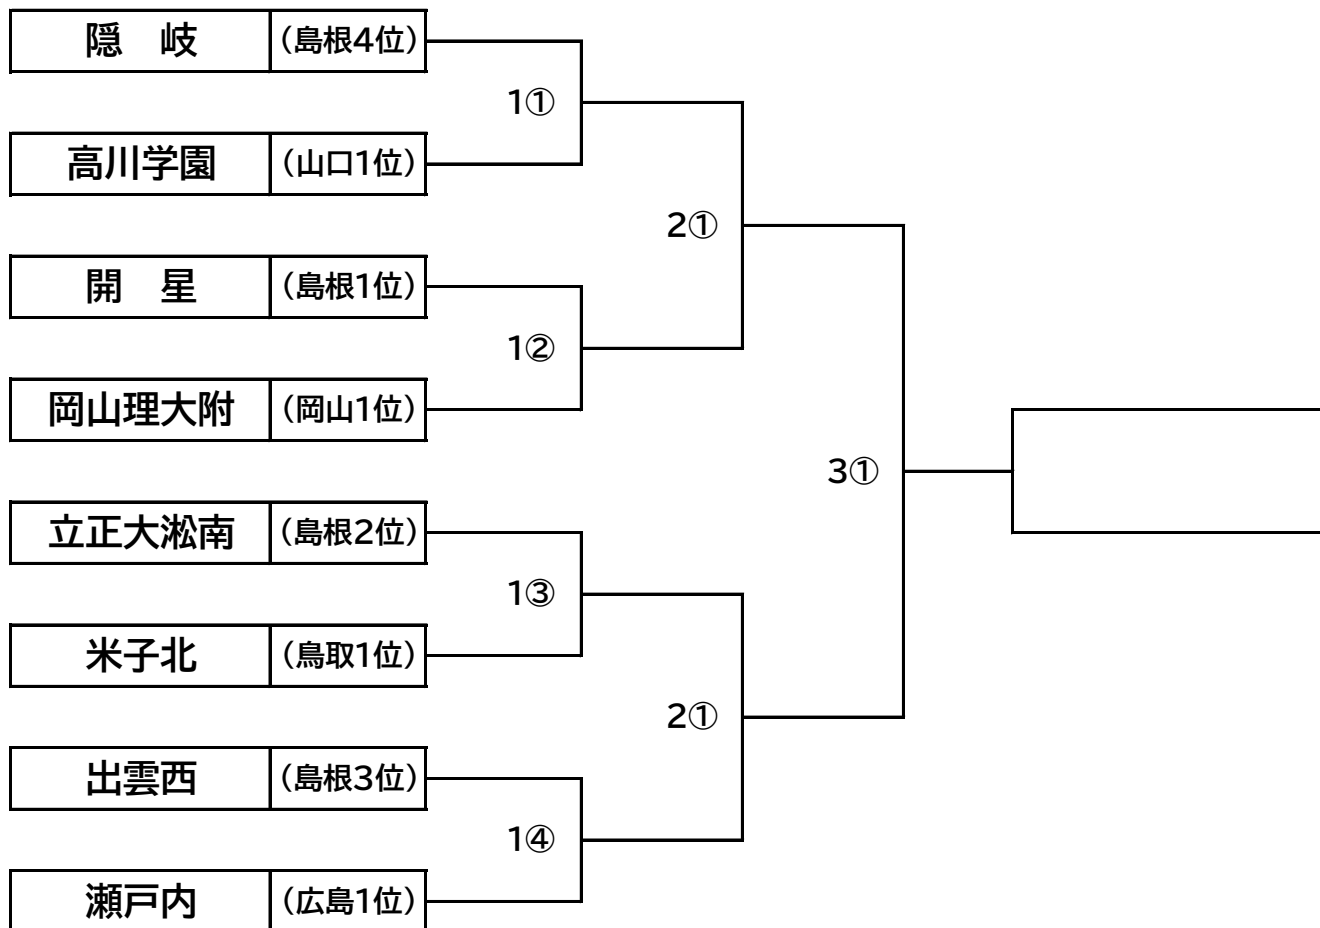 隠　岐 （島根4位）
1①
高川学園 （山口1位）
2①
開　星 （島根1位）
1②
岡山理大附 （岡山1位）
3①
立正大淞南 （島根2位）
1③
米子北 （鳥取1位）
2①
出雲西 （島根3位）
1④
瀬戸内 （広島1位）